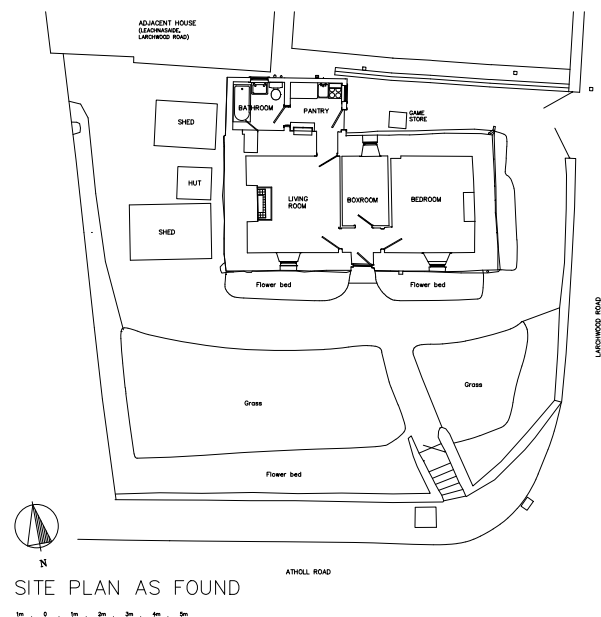 ADJACENT HOUSE
(LEACHNASIDE,
LARCHWOOD ROAD)
BATHROOM
PANTRY
SHED
GAME
STORE
HUT
LIVING
ROOM
BOXROOM
BEDROOM
SHED
Flower bed
Flower bed
LARCHWOOD ROAD
Grass
Grass
Flower bed
N
ATHOLL ROAD
SITE PLAN AS FOUND
1m 0 1m 2m 3m 4m 5m